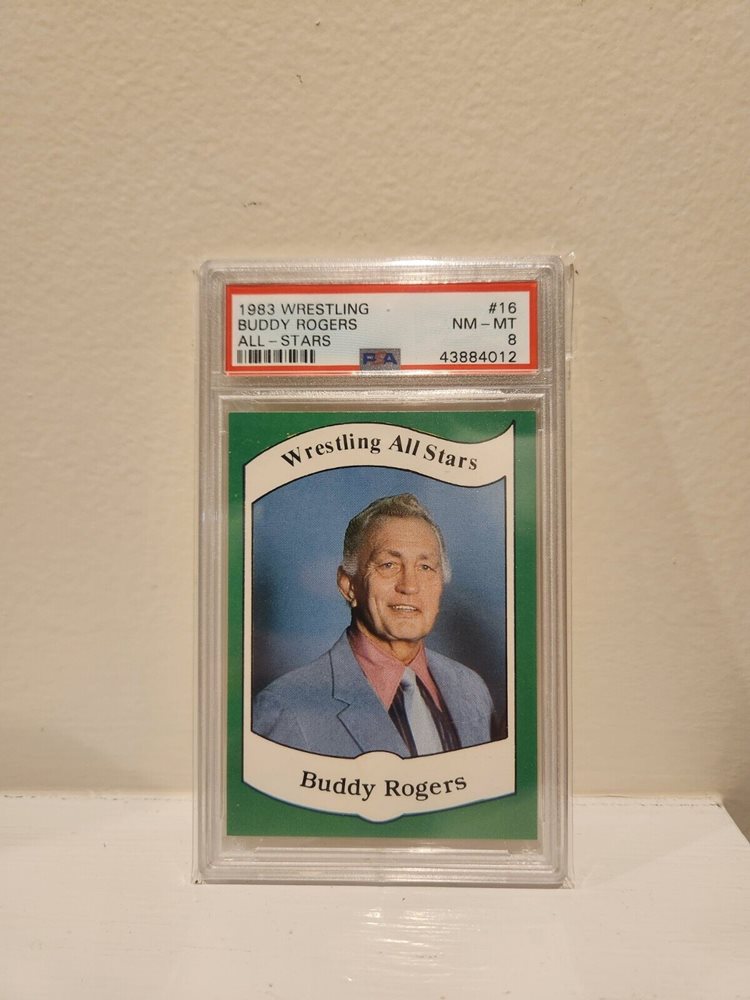 1983 WRESTLING #16
BUDDY ROGERS NM - MT
ALL - STARS 8
PSA 43884012
Wrestling All Stars
Buddy Rogers